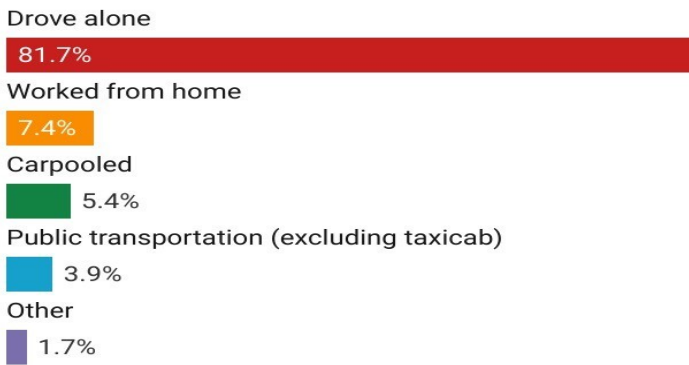 Drove alone
81.7%
Worked from home
7.4%
Carpooled
5.4%
Public transportation (excluding taxicab)
3.9%
Other
1.7%